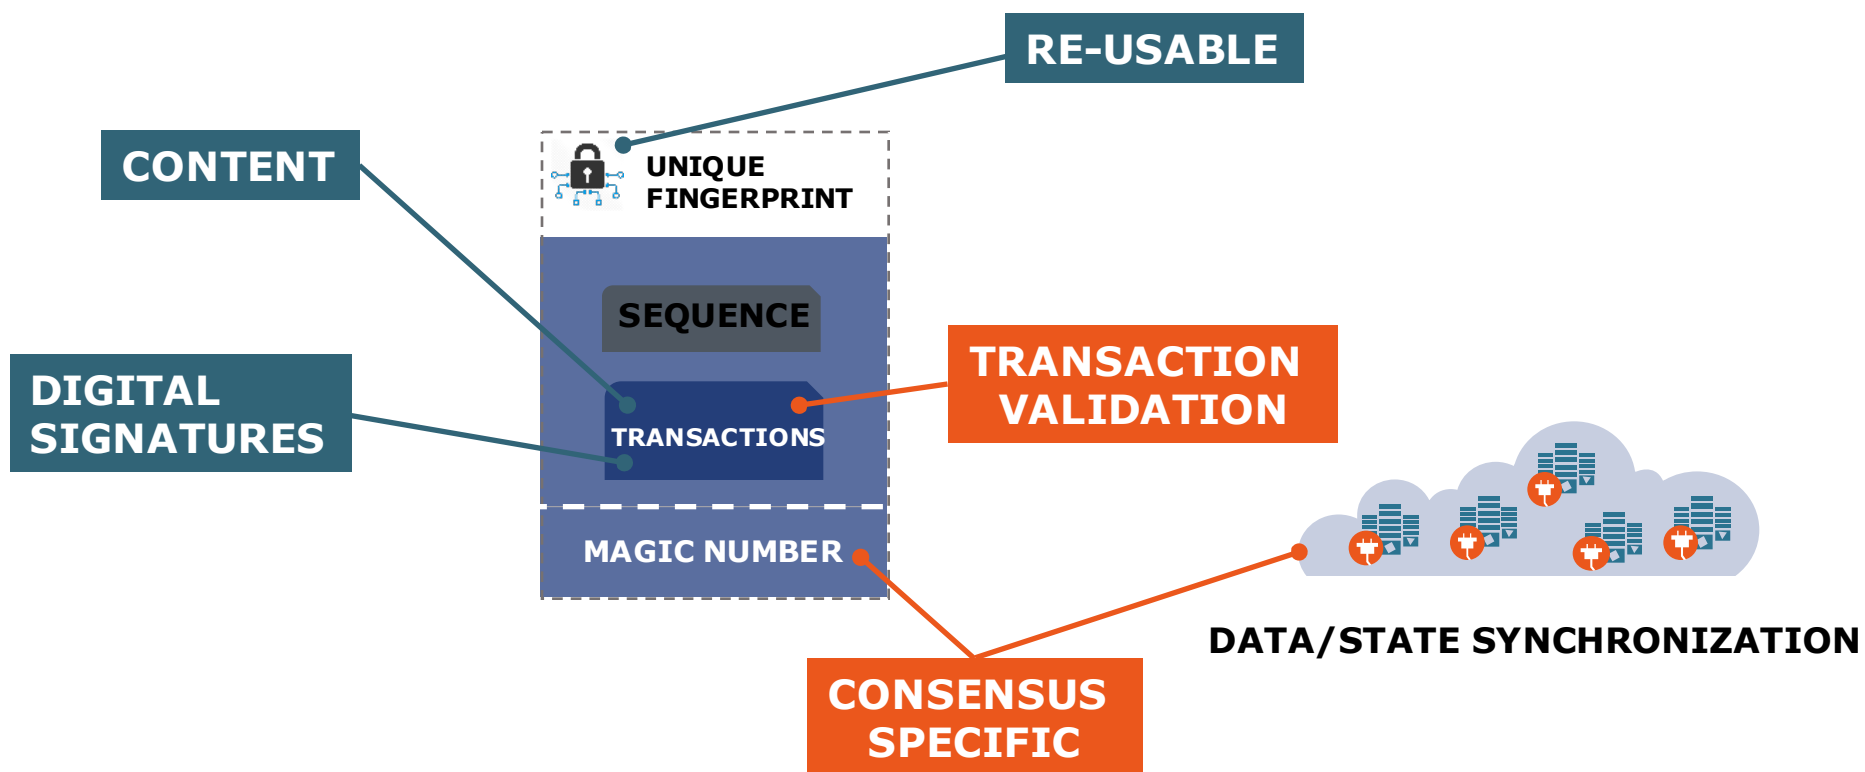 RE-USABLE
CONTENT
UNIQUE
FINGERPRINT
SEQUENCE
DIGITAL
SIGNATURES
TRANSACTION
VALIDATION
TRANSACTIONS
MAGIC NUMBER
DATA/STATE SYNCHRONIZATION
CONSENSUS
SPECIFIC